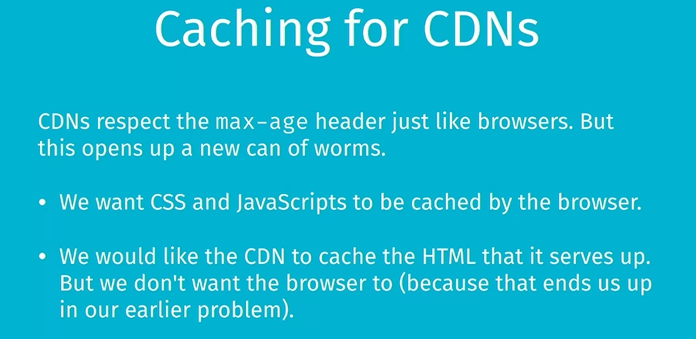 Caching for CDNs
CDNs respect the max-age header just like browsers. But
this opens up a new can of worms.
• We want CSS and JavaScripts to be cached by the browser.
• We would like the CDN to cache the HTML that it serves up.
But we don't want the browser to (because that ends us up
in our earlier problem).